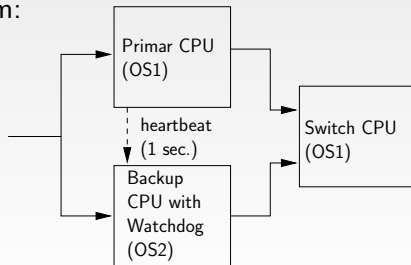 m:
Primar CPU
(OS1)
heartbeat
(1 sec.)
Switch CPU
(OS1)
Backup
CPU with
Watchdog
(OS2)